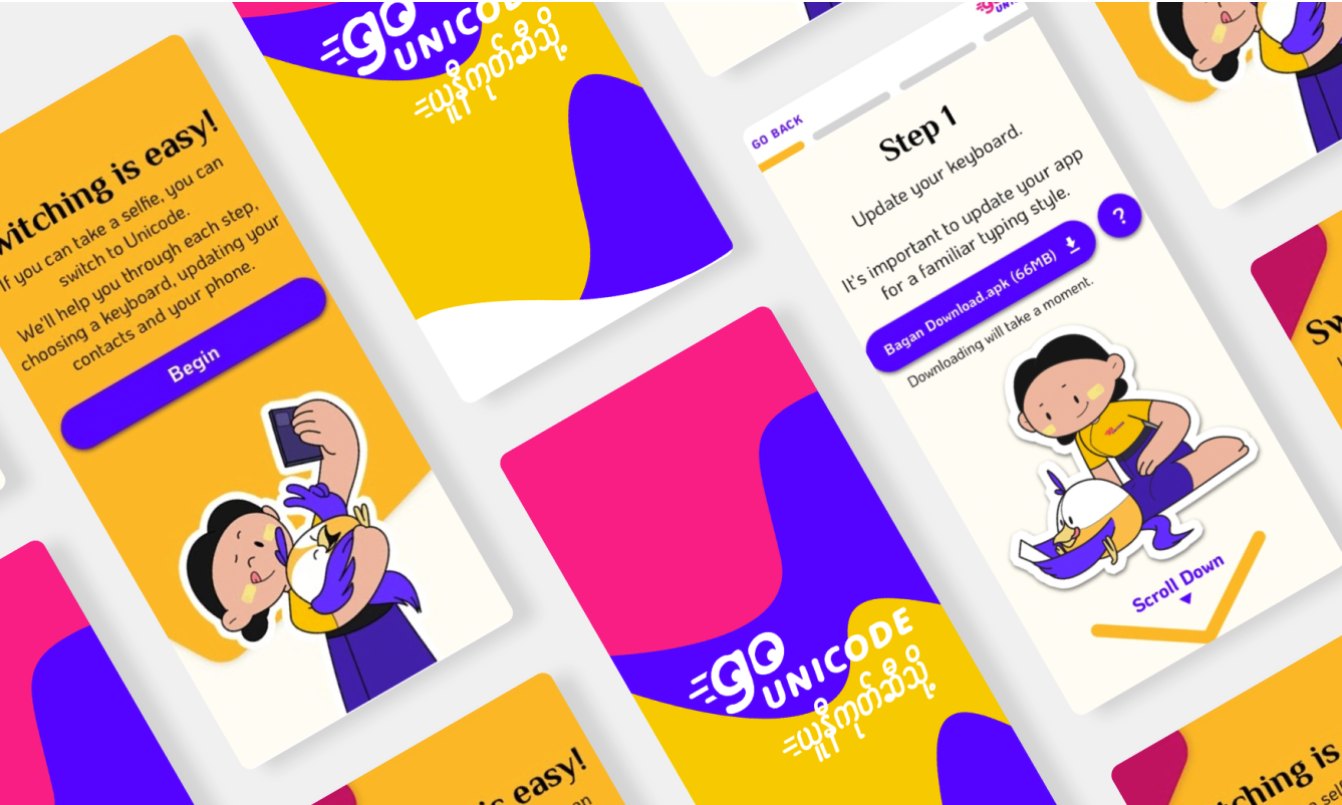 witching is easy!
If you can take a selfie, you can
switch to Unicode.
We'll help you through each step,
choosing a keyboard, updating your
contacts and your phone.
Begin
go
UNICODE
ယူနီကုတ်ဆီသို့
GO BACK
Step 1
Update your keyboard.
It's important to update your app
for a familiar typing style.
Bagan Download.apk (66MB)
?
Downloading will take a moment.
Scroll Down
go
UNICODE
ယူနီကုတ်ဆီသို့
is easy!
Sw
itching is